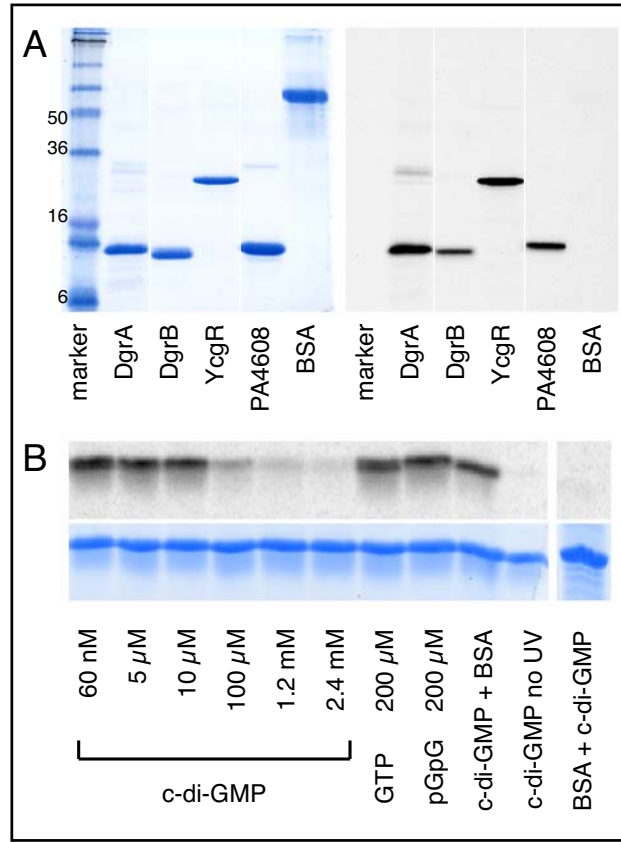 A
50
36
16
6
marker
DgrA
DgrB
YcgR
PA4608
BSA
marker
DgrA
DgrB
YcgR
PA4608
BSA
B
60 nM
5 µM
10 µM
100 µM
1.2 mM
2.4 mM
200 µM
200 µM
c-di-GMP + BSA
c-di-GMP no UV
BSA + c-di-GMP
c-di-GMP
GTP
pGpG